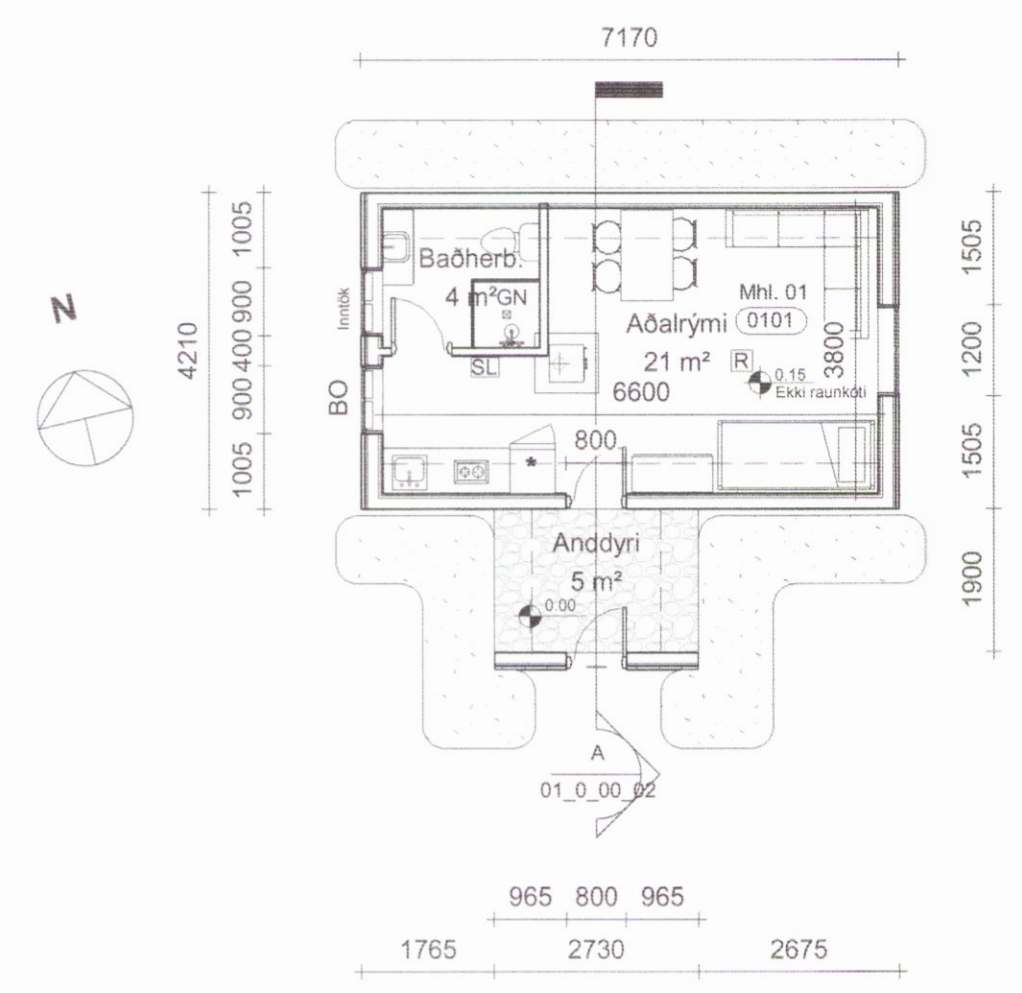 7170
N
4210
1005
900
400
900
1005
Inntök
BO
Baðherb.
4 m²
GN
SL
Mhl. 01
Aðalrými
0101
21 m²
R
3800
6600
0.15
Ekki raunkóti
800
*
1505
1200
1505
1900
Anddyri
5 m²
0.00
A
01_0_00_02
965 800 965
1765 2730 2675